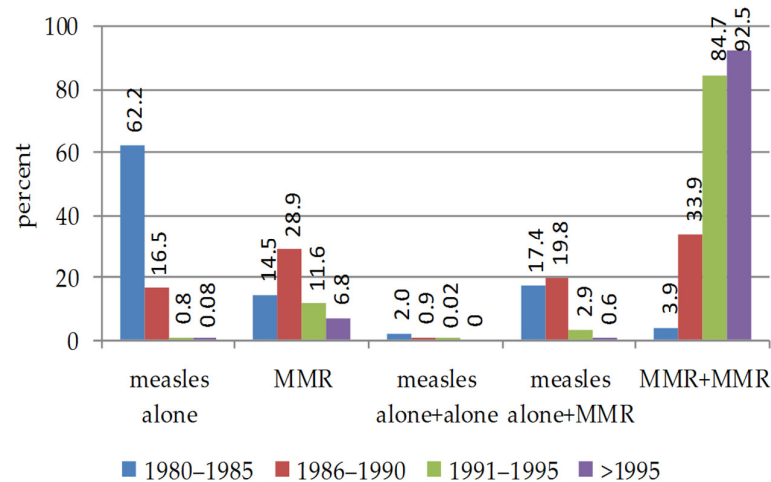 100
80
60
40
20
0
percent
62.2
16.5
0.8
0.08
14.5
28.9
11.6
6.8
2.0
0.9
0.02
0
17.4
19.8
2.9
0.6
3.9
33.9
84.7
92.5
measles
alone
MMR
measles
alone+alone
measles
alone+MMR
MMR+MMR
1980–1985 1986–1990 1991–1995 >1995